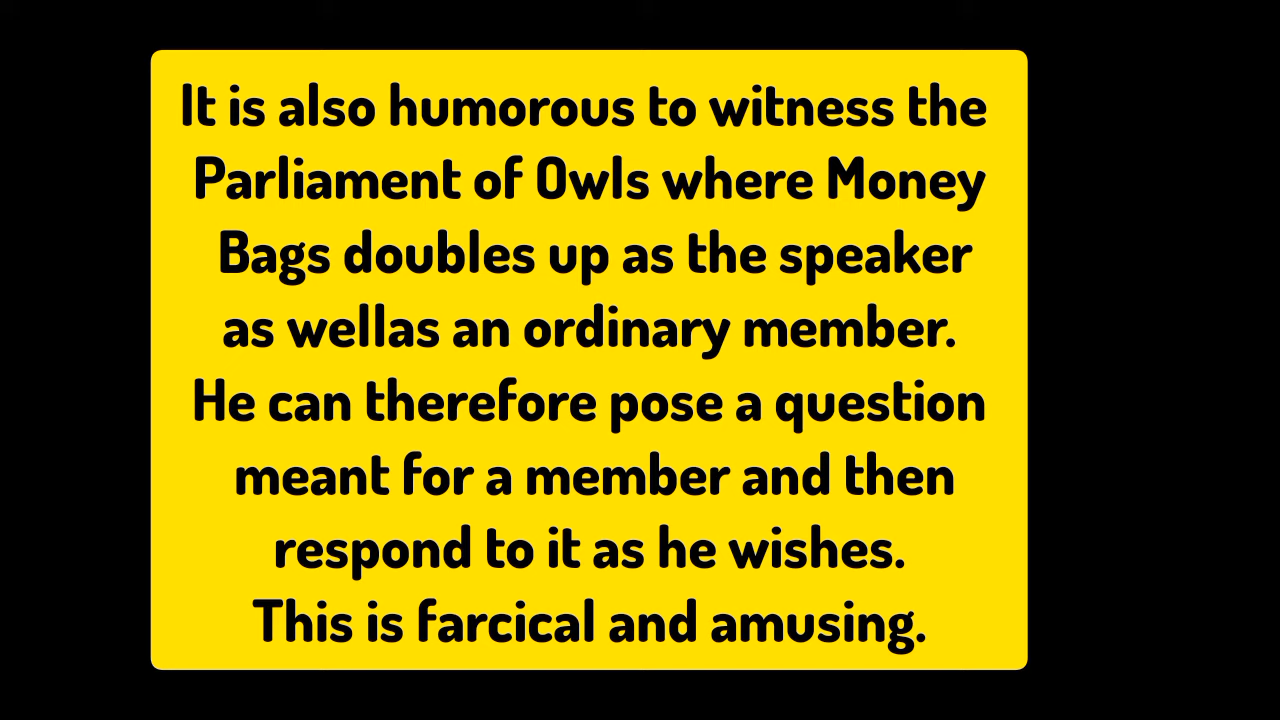 It is also humorous to witness the
Parliament of Owls where Money
Bags doubles up as the speaker
as wellas an ordinary member.
He can therefore pose a question
meant for a member and then
respond to it as he wishes.
This is farcical and amusing.